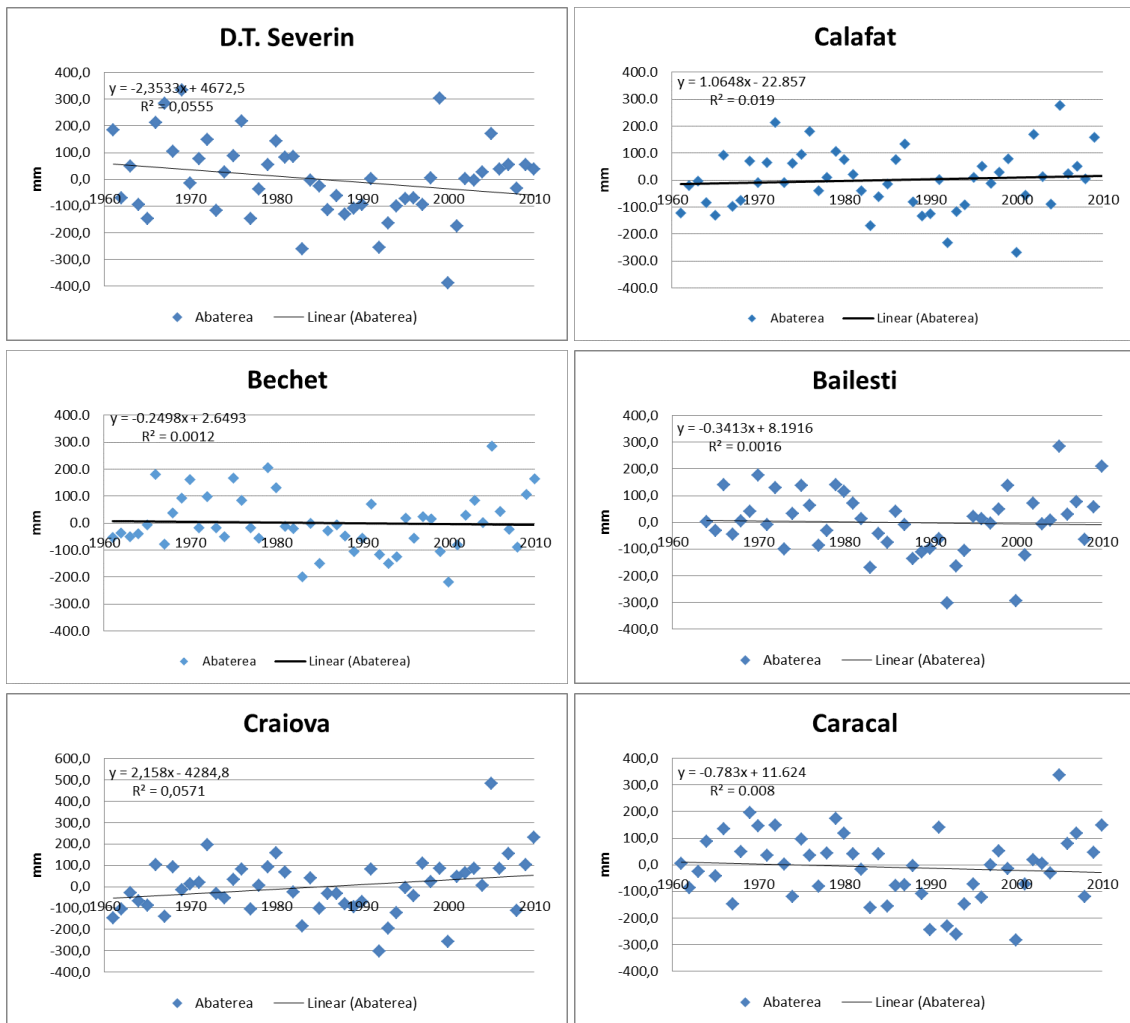 D.T. Severin
y = -2,3533x + 4672,5
R² = 0,0555
mm
400,0
300,0
200,0
100,0
0,0
-100,0
-200,0
-300,0
-400,0
1960 1970 1980 1990 2000 2010
Abaterea Linear (Abaterea)
Calafat
y = 1.0648x - 22.857
R² = 0.019
mm
400.0
300.0
200.0
100.0
0.0
-100.0
-200.0
-300.0
-400.0
1960 1970 1980 1990 2000 2010
Abaterea Linear (Abaterea)
Bechet
y = -0.2498x + 2.6493
R² = 0.0012
mm
400.0
300.0
200.0
100.0
0.0
-100.0
-200.0
-300.0
-400.0
1960 1970 1980 1990 2000 2010
Abaterea Linear (Abaterea)
Bailesti
y = -0.3413x + 8.1916
R² = 0.0016
mm
400,0
300,0
200,0
100,0
0,0
-100,0
-200,0
-300,0
-400,0
1960 1970 1980 1990 2000 2010
Abaterea Linear (Abaterea)
Craiova
y = 2,158x - 4284,8
R² = 0,0571
mm
600,0
500,0
400,0
300,0
200,0
100,0
0,0
-100,0
-200,0
-300,0
-400,0
1960 1970 1980 1990 2000 2010
Abaterea Linear (Abaterea)
Caracal
y = -0.783x + 11.624
R² = 0.008
mm
400,0
300,0
200,0
100,0
0,0
-100,0
-200,0
-300,0
-400,0
1960 1970 1980 1990 2000 2010
Abaterea Linear (Abaterea)